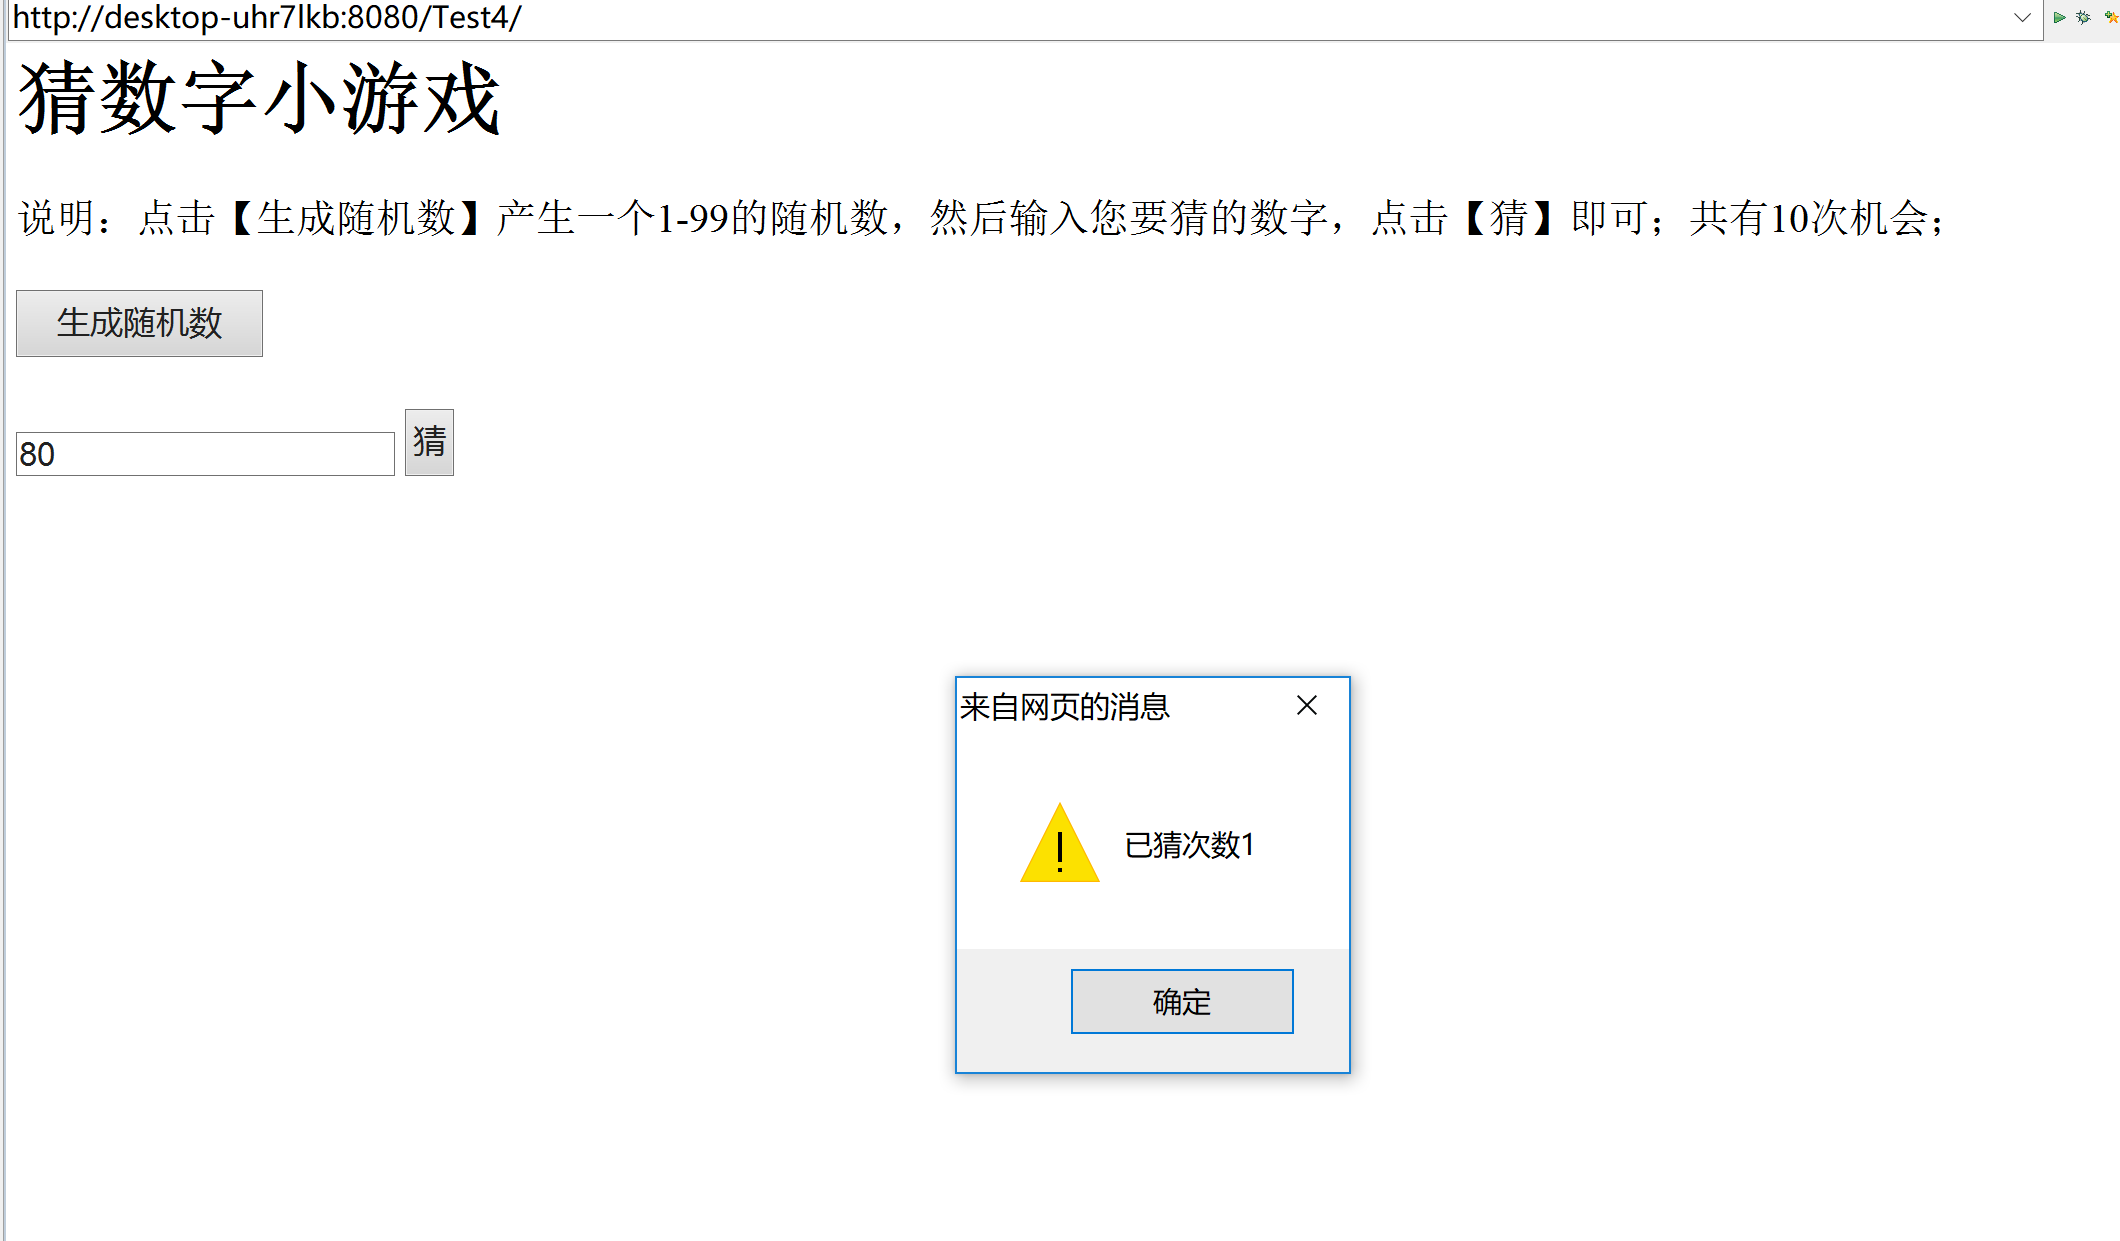 http://desktop-uhr7lkb:8080/Test4/
猜数字小游戏
说明：点击【生成随机数】产生一个1-99的随机数，然后输入您要猜的数字，点击【猜】即可；共有10次机会；
生成随机数
80 猜
来自网页的消息
已猜次数1
确定